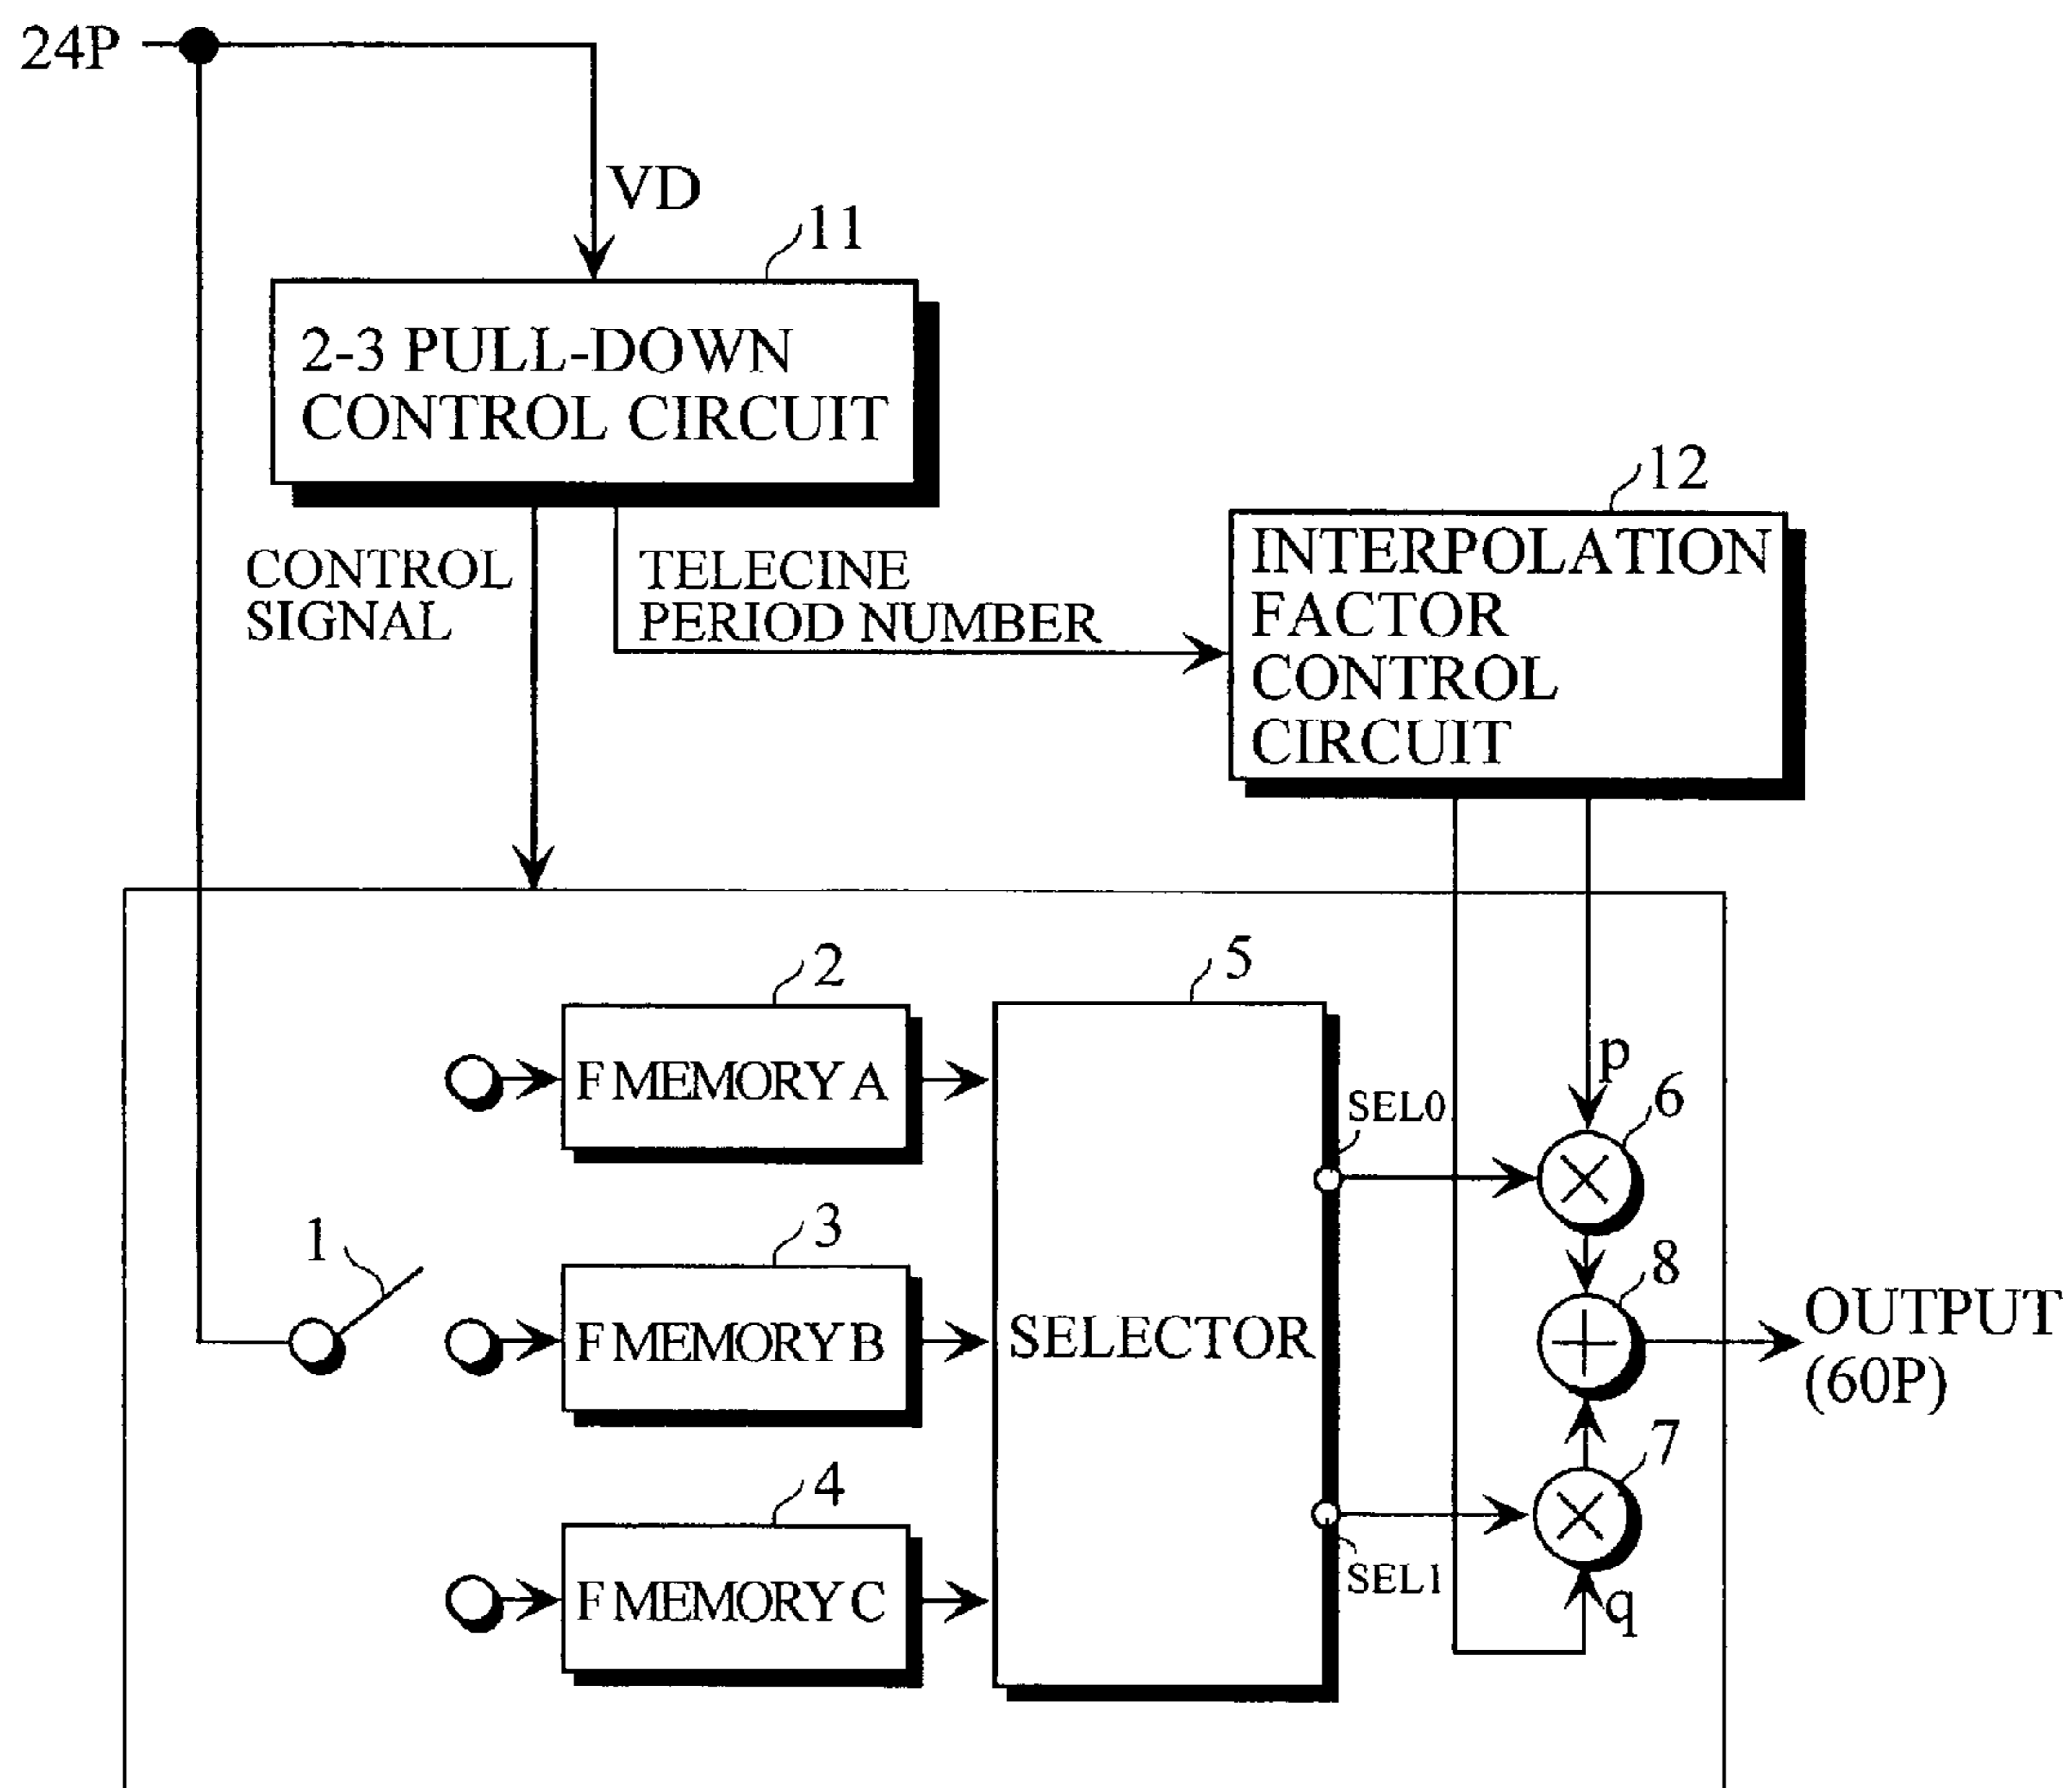 24P
VD
11
2-3 PULL-DOWN
CONTROL CIRCUIT
12
CONTROL
SIGNAL
TELECINE
PERIOD NUMBER
INTERPOLATION
FACTOR
CONTROL
CIRCUIT
2
5
F MEMORY A
p
6
SEL0
3
1
8
F MEMORY B
SELECTOR
OUTPUT
(60P)
7
4
F MEMORY C
SEL1
q